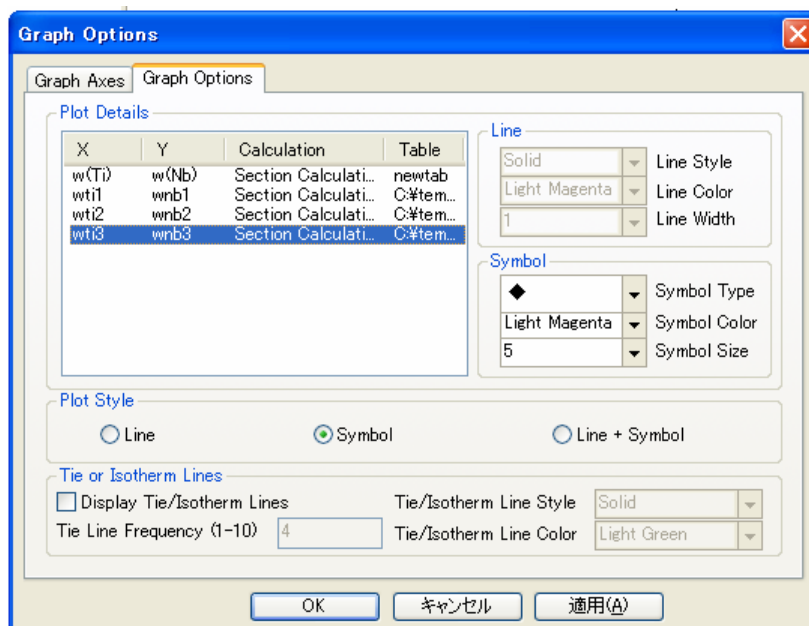 Graph Options
Graph Axes Graph Options
Plot Details
X Y Calculation Table
w(Ti) w(Nb) Section Calculati... newtab
wti1 wnb1 Section Calculati... C:¥tem...
wti2 wnb2 Section Calculati... C:¥tem...
wti3 wnb3 Section Calculati... C:¥tem...
Line
Solid Line Style
Light Magenta Line Color
1 Line Width
Symbol
◆ Symbol Type
Light Magenta Symbol Color
5 Symbol Size
Plot Style
Line Symbol Line + Symbol
Tie or Isotherm Lines
Display Tie/Isotherm Lines Tie/Isotherm Line Style Solid
Tie Line Frequency (1-10) 4 Tie/Isotherm Line Color Light Green
OK キャンセル 適用(A)